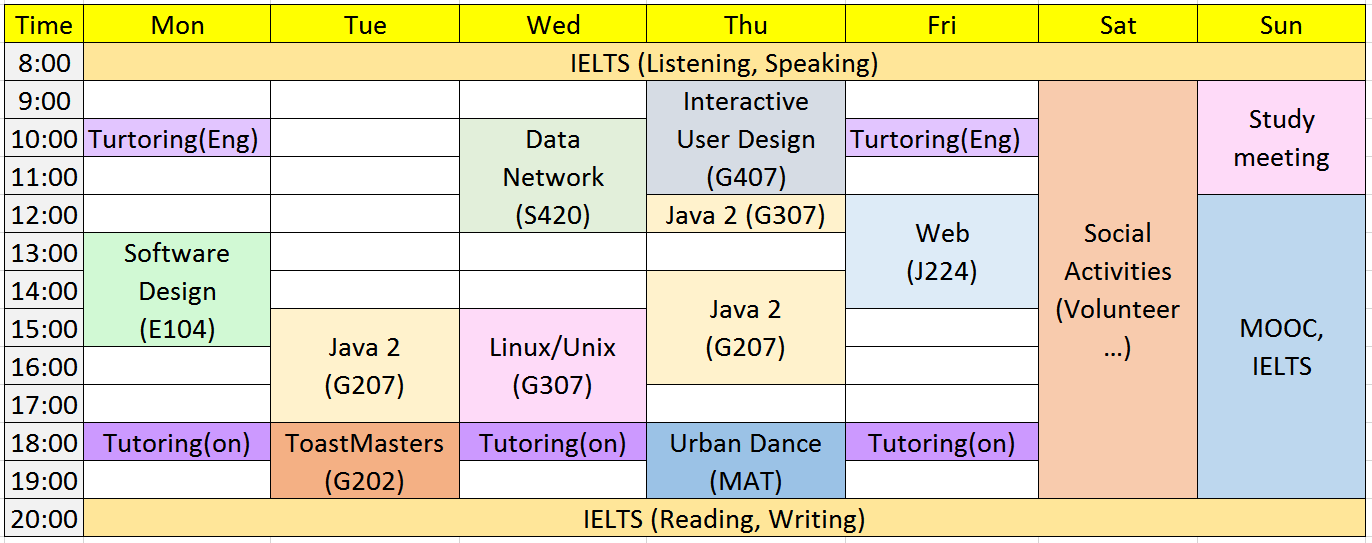 Time Mon Tue Wed Thu Fri Sat Sun
8:00 IELTS (Listening, Speaking)
9:00 Interactive
10:00 Turtoring(Eng) Data User Design Turtoring(Eng) Study
11:00 Network (G407) meeting
12:00 (S420) Java 2 (G307) Web
13:00 Software Social
14:00 Design (J224) Activities
15:00 (E104) Java 2 (Volunteer MOOC,
16:00 Java 2 Linux/Unix (G207) ...) IELTS
17:00 (G207) (G307)
18:00 Tutoring(on) ToastMasters Tutoring(on) Urban Dance Tutoring(on)
19:00 (G202) (MAT)
20:00 IELTS (Reading, Writing)